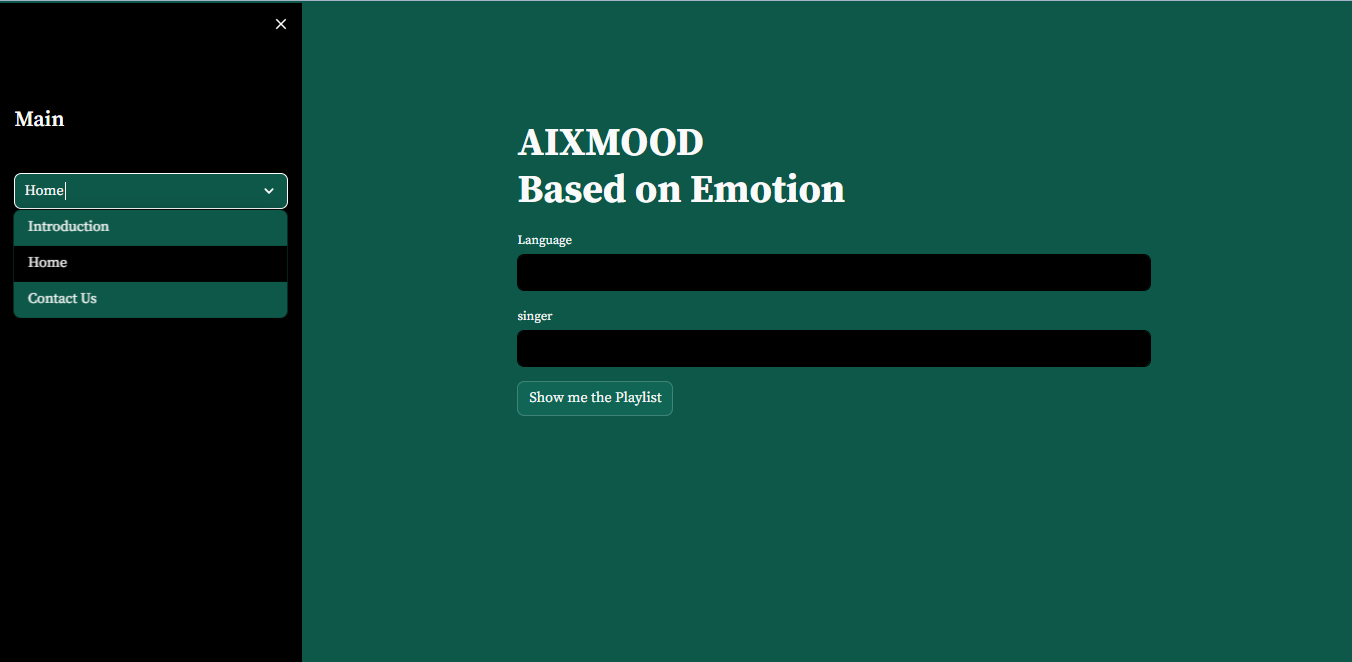 Main
Home
Introduction
Home
Contact Us
AIXMOOD
Based on Emotion
Language
singer
Show me the Playlist